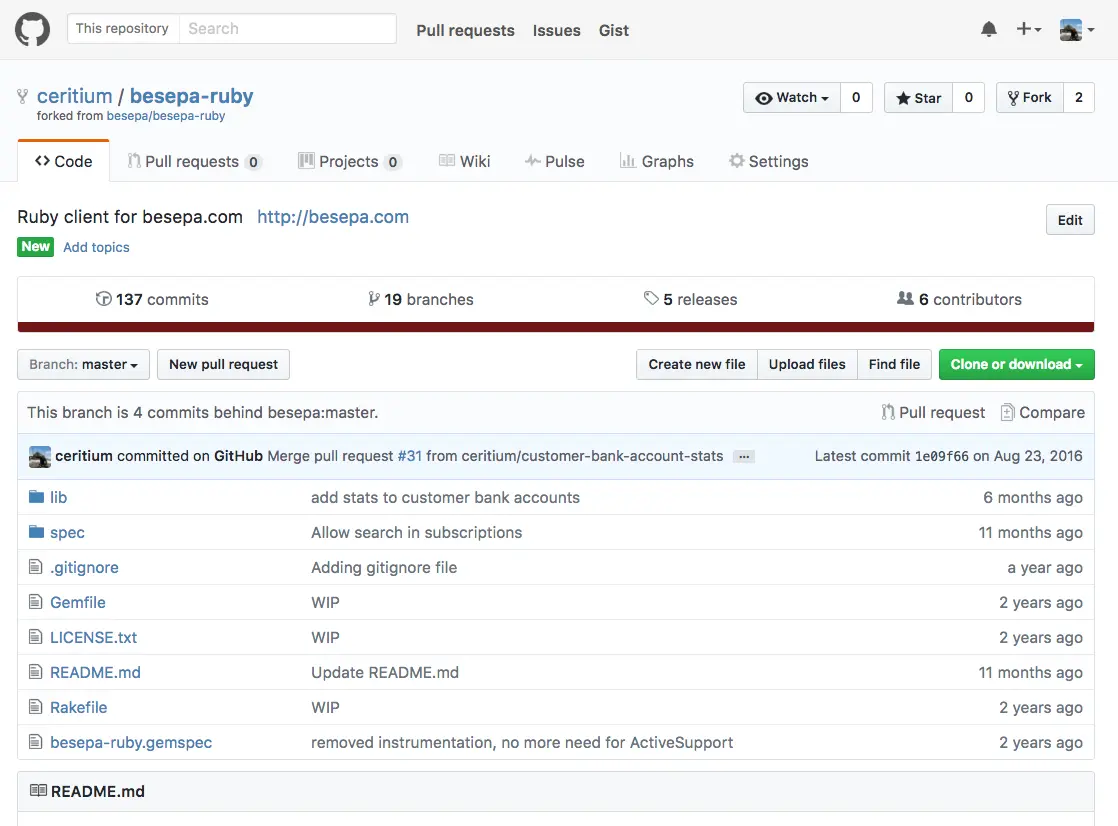 This repository Search Pull requests Issues Gist
ceritium / besepa-ruby Watch 0 Star 0 Fork 2
forked from besepa/besepa-ruby
Code Pull requests 0 Projects 0 Wiki Pulse Graphs Settings
Ruby client for besepa.com http://besepa.com Edit
New Add topics
137 commits 19 branches 5 releases 6 contributors
Branch: master New pull request Create new file Upload files Find file Clone or download
This branch is 4 commits behind besepa:master. Pull request Compare
ceritium committed on GitHub Merge pull request #31 from ceritium/customer-bank-account-stats ... Latest commit 1e09f66 on Aug 23, 2016
lib add stats to customer bank accounts 6 months ago
spec Allow search in subscriptions 11 months ago
.gitignore Adding gitignore file a year ago
Gemfile WIP 2 years ago
LICENSE.txt WIP 2 years ago
README.md Update README.md 11 months ago
Rakefile WIP 2 years ago
besepa-ruby.gemspec removed instrumentation, no more need for ActiveSupport 2 years ago
README.md